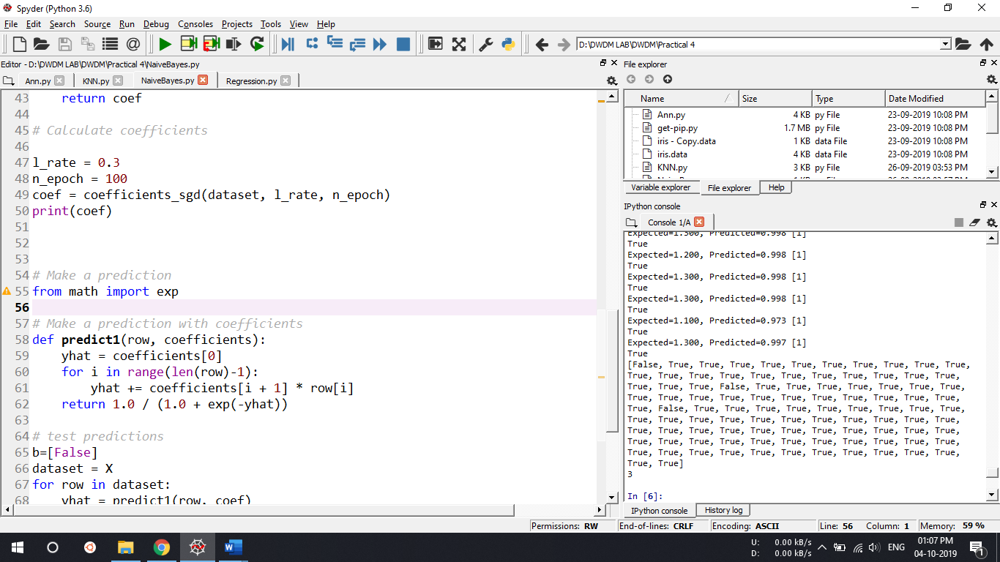 Spyder (Python 3.6)
File Edit Search Source Run Debug Consoles Projects Tools View Help
D:\DWDM LAB\DWDM\Practical 4
Editor - D:\DWDM LAB\DWDM\Practical 4\NaiveBayes.py
Ann.py KNN.py NaiveBayes.py Regression.py
43 return coef
44
45 # Calculate coefficients
46
47 l_rate = 0.3
48 n_epoch = 100
49 coef = coefficients_sgd(dataset, l_rate, n_epoch)
50 print(coef)
51
52
53
54 # Make a prediction
55 from math import exp
56
57 # Make a prediction with coefficients
58 def predict1(row, coefficients):
59 yhat = coefficients[0]
60 for i in range(len(row)-1):
61 yhat += coefficients[i + 1] * row[i]
62 return 1.0 / (1.0 + exp(-yhat))
63
64 # test predictions
65 b=[False]
66 dataset = X
67 for row in dataset:
68 yhat = predict1(row, coef)
File explorer
Name Size Type Date Modified
Ann.py 4 KB py File 23-09-2019 10:08 PM
get-pip.py 1.7 MB py File 23-09-2019 10:08 PM
iris - Copy.data 1 KB data File 23-09-2019 10:08 PM
iris.data 4 KB data File 23-09-2019 10:08 PM
KNN.py 3 KB py File 26-09-2019 03:53 PM
Variable explorer File explorer Help
IPython console
Console 1/A
Expected=1.300, Predicted=0.998 [1]
True
Expected=1.200, Predicted=0.998 [1]
True
Expected=1.300, Predicted=0.998 [1]
True
Expected=1.300, Predicted=0.998 [1]
True
Expected=1.100, Predicted=0.973 [1]
True
Expected=1.300, Predicted=0.997 [1]
True
[False, True, True, True, True, True, True, True, True, True, True,
True, True, True, True, True, True, True, True, True, True, True,
True, True, True, False, True, True, True, True, True, True, True,
True, True, True, True, True, True, True, True, True, True, True,
True, False, True, True, True, True, True, True, True, True, True,
True, True, True, True, True, True, True, True, True, True, True,
True, True, True, True, True, True, True, True, True, True, True,
True, True, True, True, True, True, True, True, True, True, True,
True, True, True, True, True, True, True, True, True, True, True,
True, True]
3
In [6]:
IPython console History log
Permissions: RW End-of-lines: CRLF Encoding: ASCII Line: 56 Column: 1 Memory: 59 %
U: 0.00 kB/s
D: 0.00 kB/s
ENG
01:07 PM
04-10-2019
1